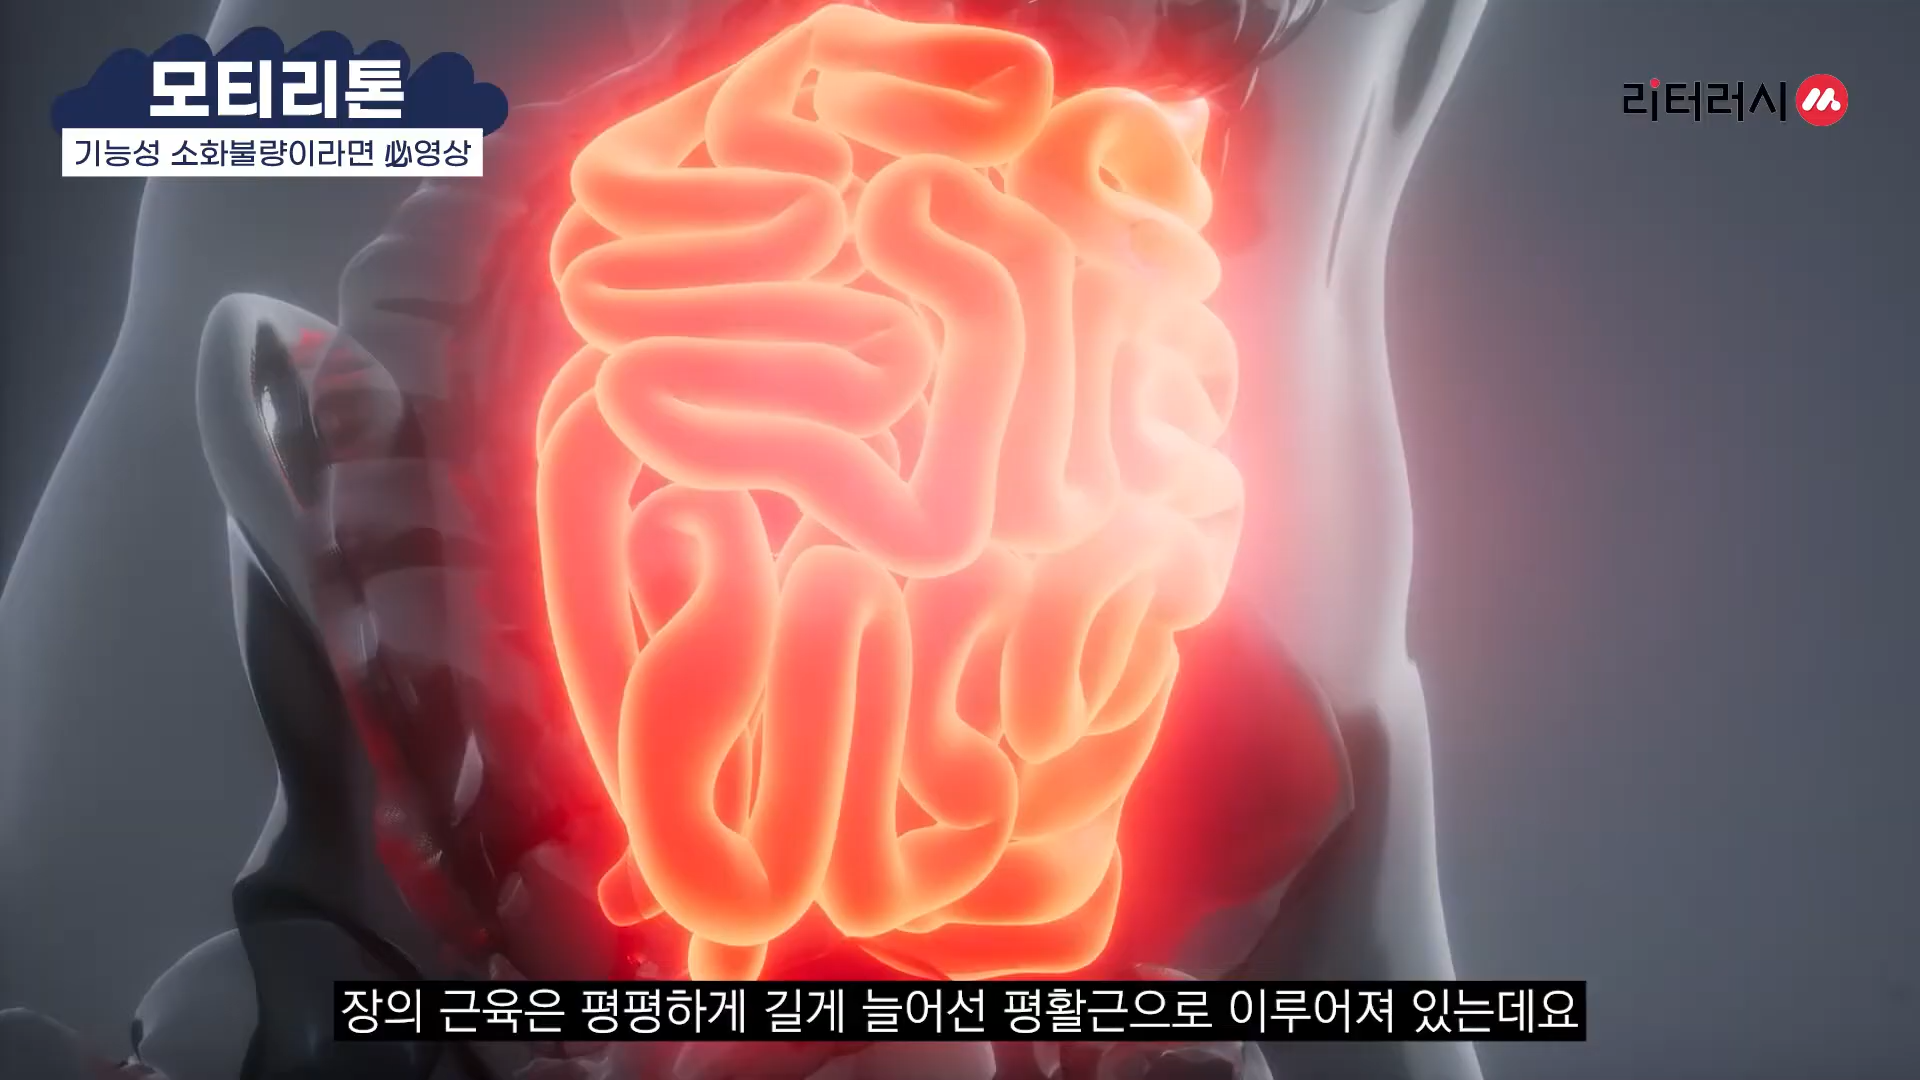 모티리톤
기능성 소화불량이라면 必영상
리터러시
장의 근육은 평평하게 길게 늘어선 평활근으로 이루어져 있는데요